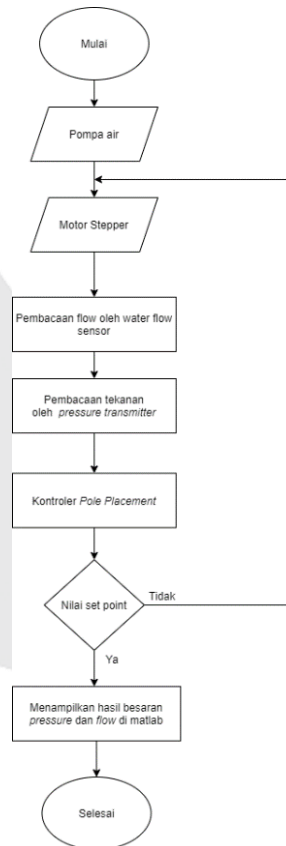 Mulai
Pompa air
Motor Stepper
Pembacaan flow oleh water flow
sensor
Pembacaan tekanan
oleh pressure transmitter
Kontroler Pole Placement
Nilai set point
Tidak
Ya
Menampilkan hasil besaran
pressure dan flow di matlab
Selesai